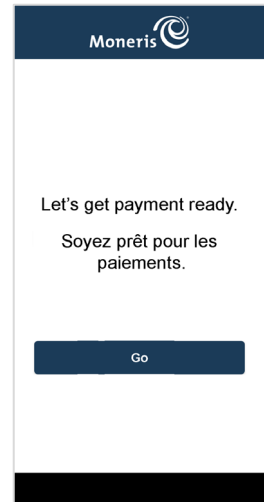 Moneris
Let's get payment ready.
Soyez prêt pour les
paiements.
Go